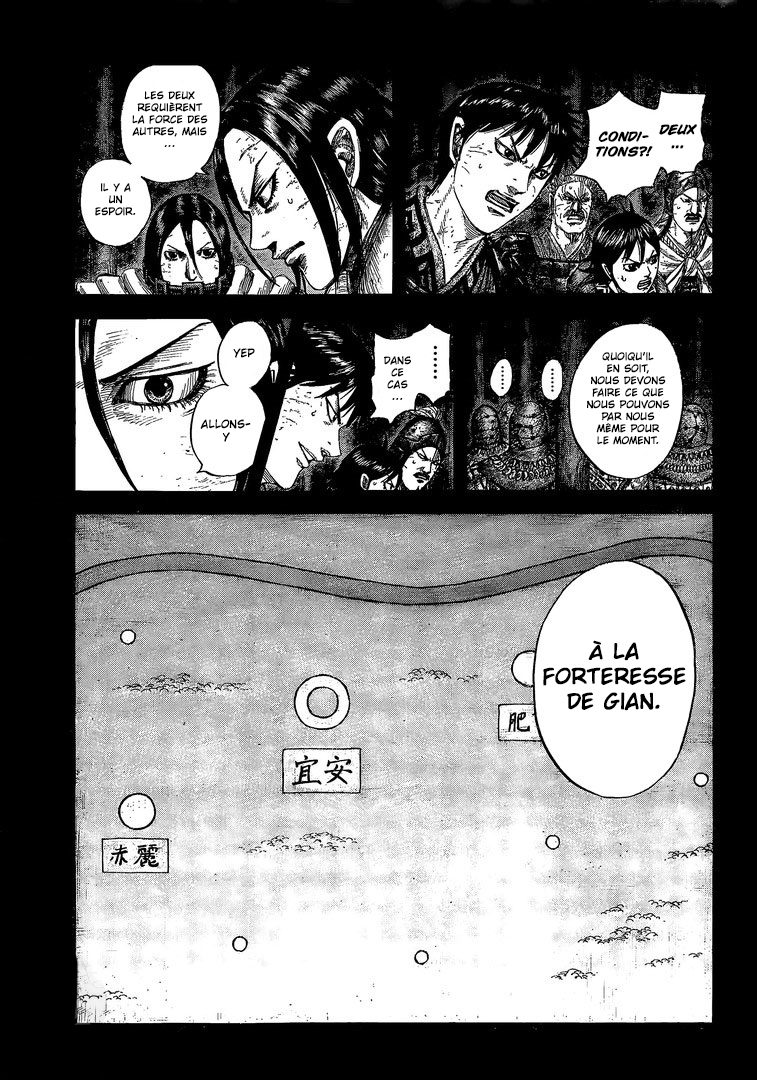 DEUX
...
CONDI-
TIONS?!
LES DEUX
REQUIÈRENT
LA FORCE DES
AUTRES, MAIS
...
IL Y A
UN
ESPOIR.
QUOIQU'IL
EN SOIT,
NOUS DEVONS
FAIRE CE QUE
NOUS POUVONS
PAR NOUS
MÊME POUR
LE MOMENT.
......
......
......
DANS
CE
CAS
...
YEP
ALLONS-
Y
À LA
FORTERESSE
DE GIAN.
肥
宜安
赤麗